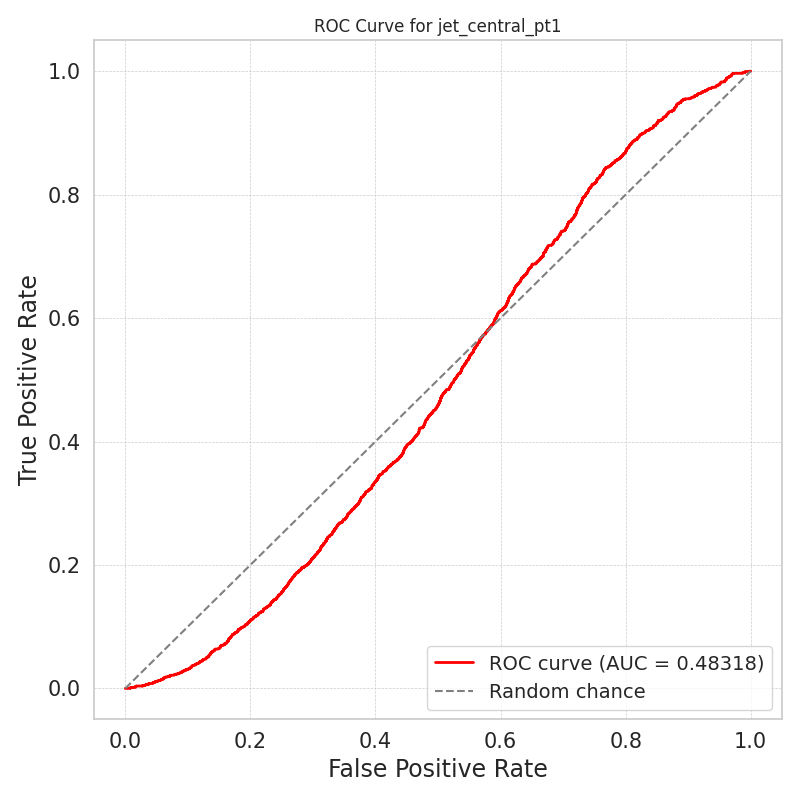 ROC Curve for jet_central_pt1
1.0
0.8
0.6
0.4
0.2
0.0
True Positive Rate
ROC curve (AUC = 0.48318)
Random chance
0.0 0.2 0.4 0.6 0.8 1.0
False Positive Rate